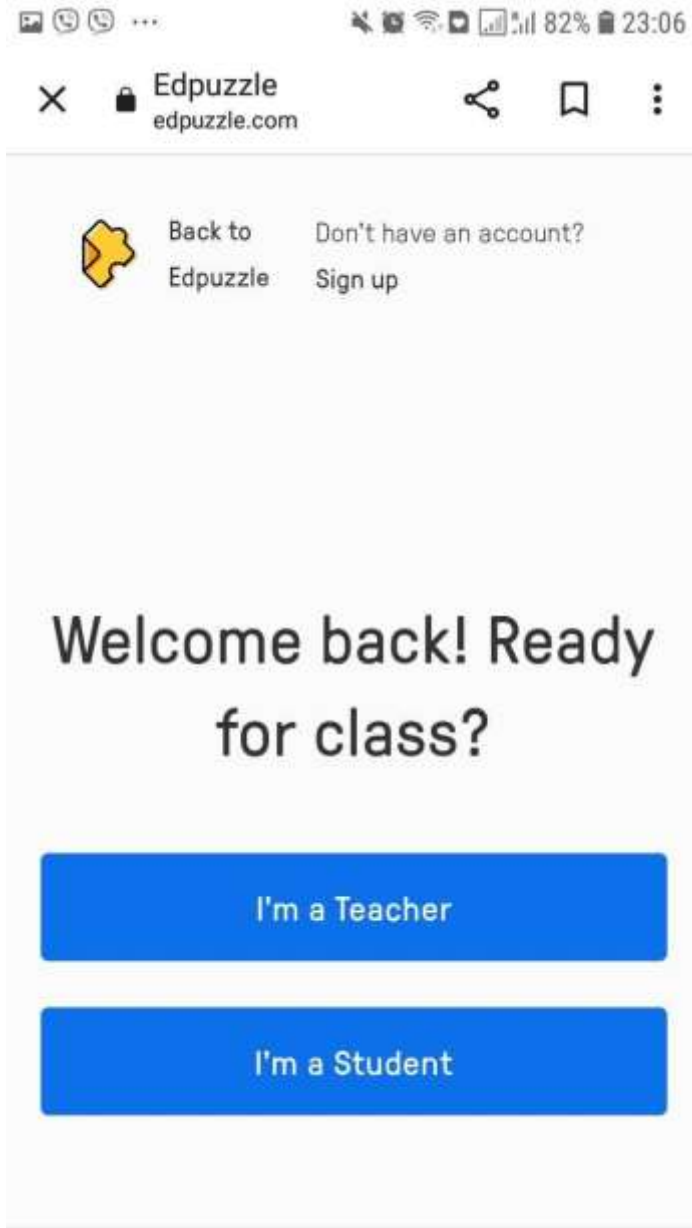 82% 23:06
Edpuzzle
edpuzzle.com
Back to
Edpuzzle
Don't have an account?
Sign up
Welcome back! Ready
for class?
I'm a Teacher
I'm a Student